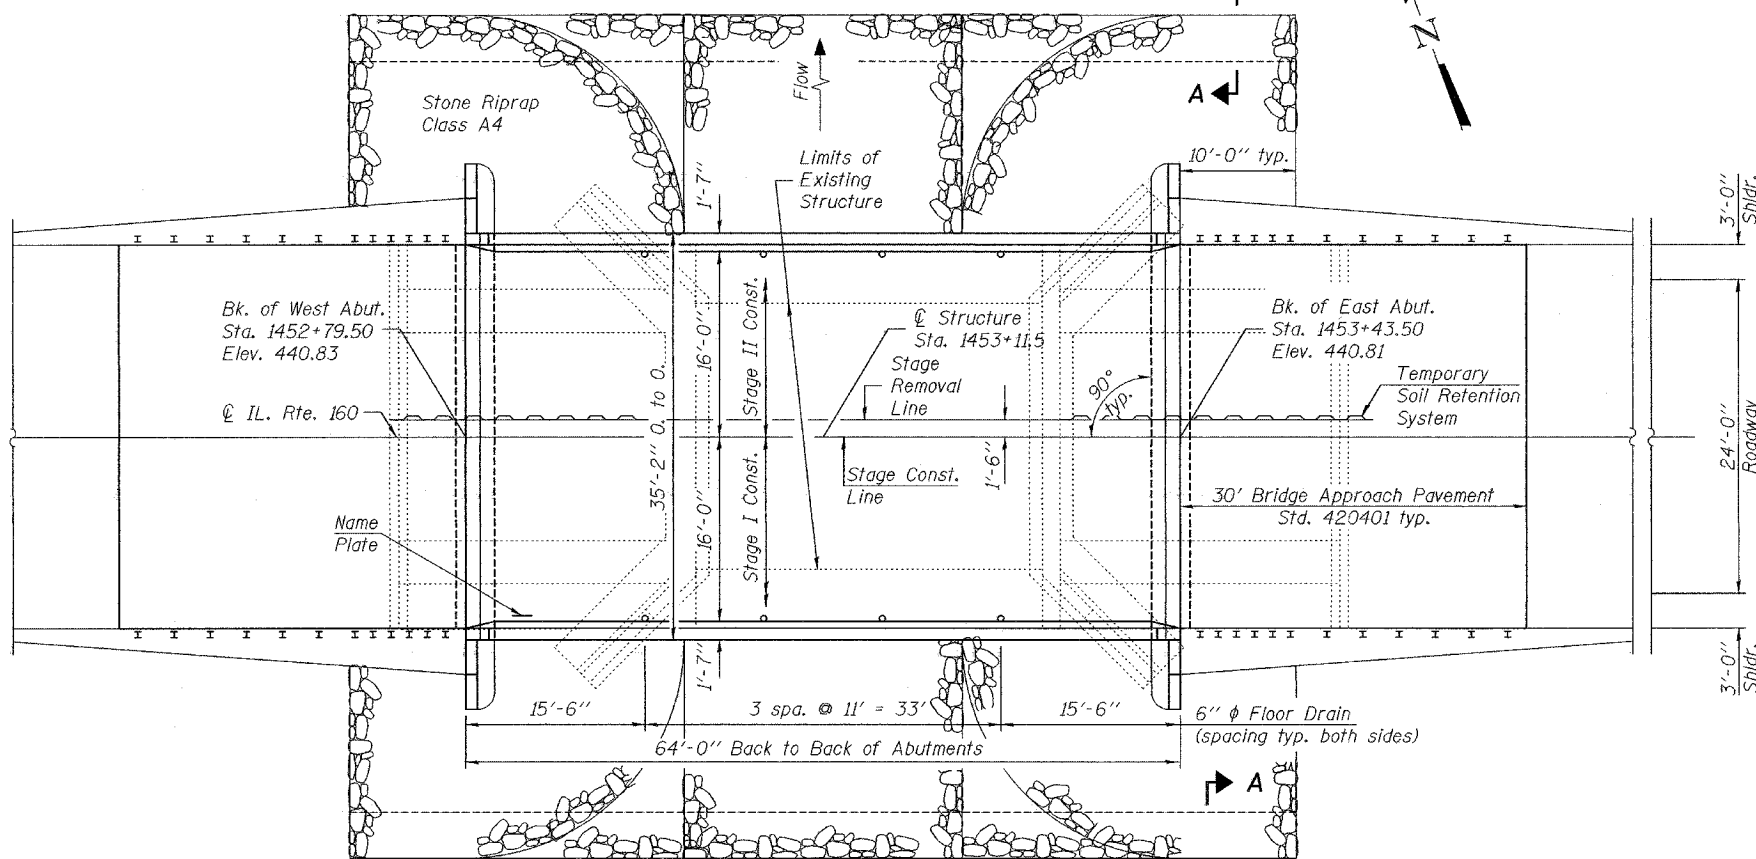 N
Flow
A
Stone Riprap
Class A4
Limits of
Existing
Structure
1'-7"
10'-0" typ.
3'-0"
Shldr.
Bk. of West Abut.
Sta. 1452+79.50
Elev. 440.83
℄ IL. Rte. 160
35'-2" O. to O.
16'-0"
Stage II Const.
℄ Structure
Sta. 1453+11.5
Stage
Removal
Line
90°
typ.
Bk. of East Abut.
Sta. 1453+43.50
Elev. 440.81
Temporary
Soil Retention
System
24'-0"
Roadway
16'-0"
Stage I Const.
Stage Const.
Line
1'-6"
30' Bridge Approach Pavement
Std. 420401 typ.
Name
Plate
1'-7"
3'-0"
Shldr.
15'-6"
3 spa. @ 11' = 33'
15'-6"
6" ϕ Floor Drain
(spacing typ. both sides)
64'-0" Back to Back of Abutments
A